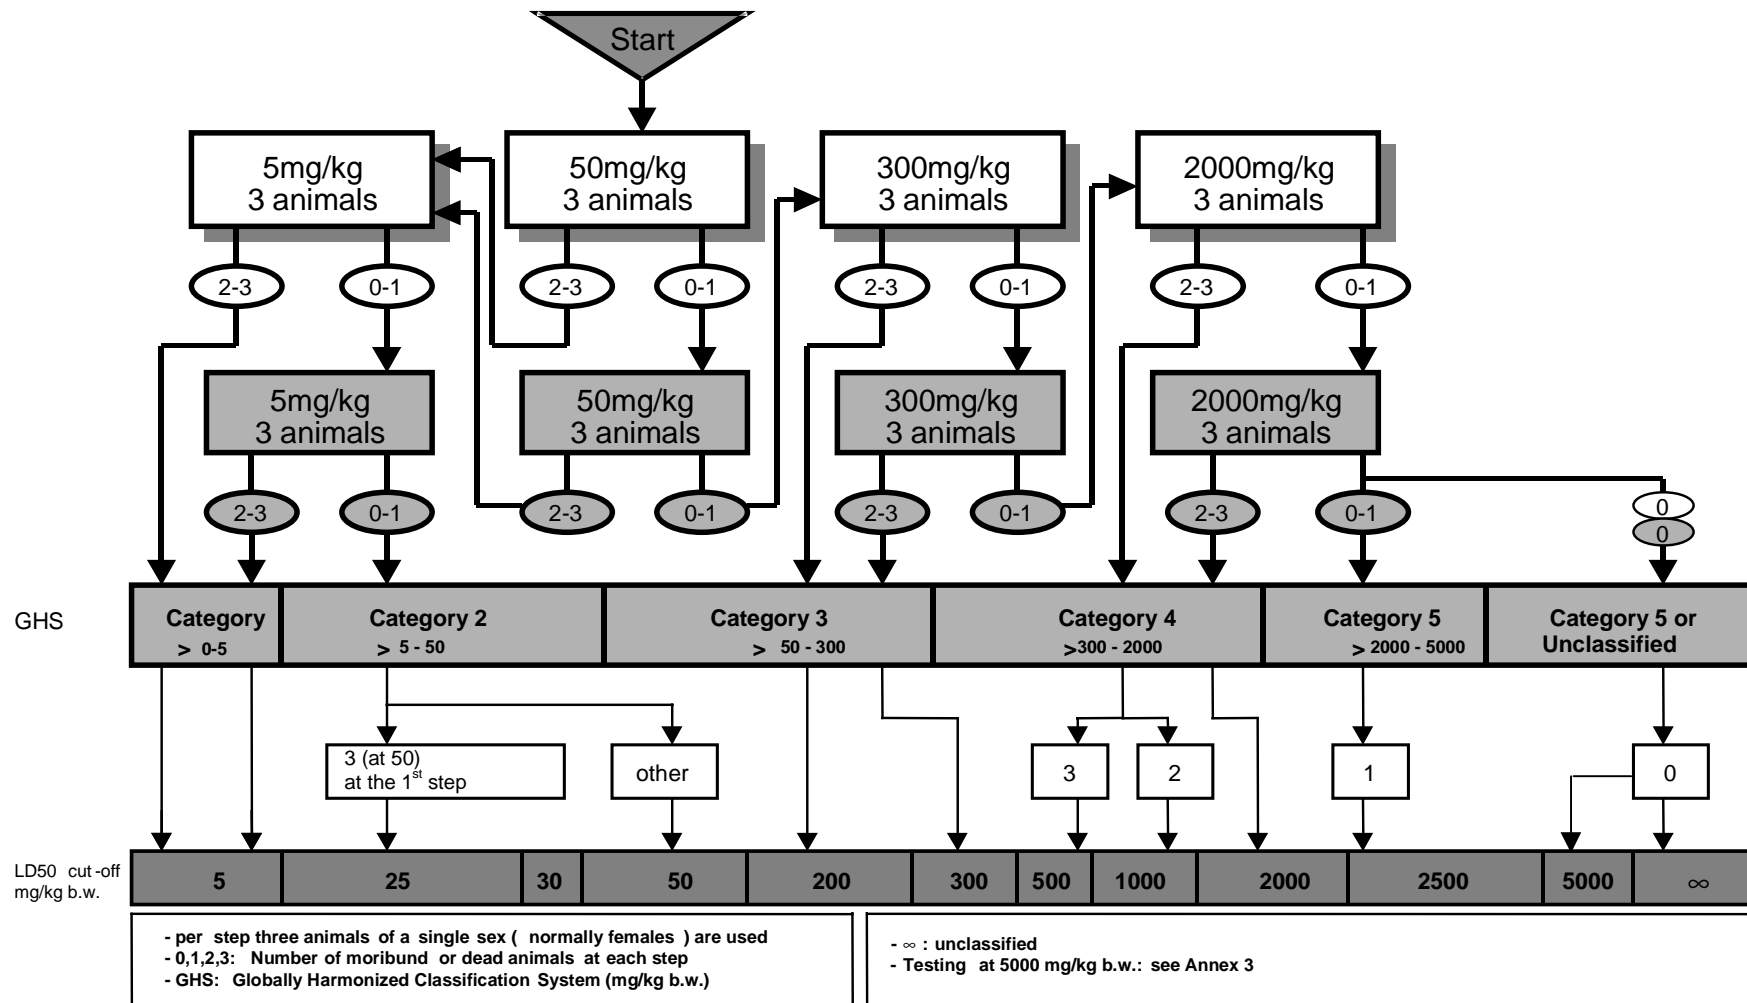 Start
5mg/kg
3 animals
50mg/kg
3 animals
300mg/kg
3 animals
2000mg/kg
3 animals
2-3
0-1
2-3
0-1
2-3
0-1
2-3
0-1
5mg/kg
3 animals
50mg/kg
3 animals
300mg/kg
3 animals
2000mg/kg
3 animals
2-3
0-1
2-3
0-1
2-3
0-1
2-3
0-1
0
0
GHS
Category
> 0-5
Category 2
> 5 - 50
Category 3
> 50 - 300
Category 4
>300 - 2000
Category 5
> 2000 - 5000
Category 5 or
Unclassified
3 (at 50)
at the 1st step
other
3
2
1
0
LD50 cut-off
mg/kg b.w.
5
25
30
50
200
300
500
1000
2000
2500
5000
∞
- per step three animals of a single sex ( normally females ) are used
- 0,1,2,3: Number of moribund or dead animals at each step
- GHS: Globally Harmonized Classification System (mg/kg b.w.)
- ∞ : unclassified
- Testing at 5000 mg/kg b.w.: see Annex 3